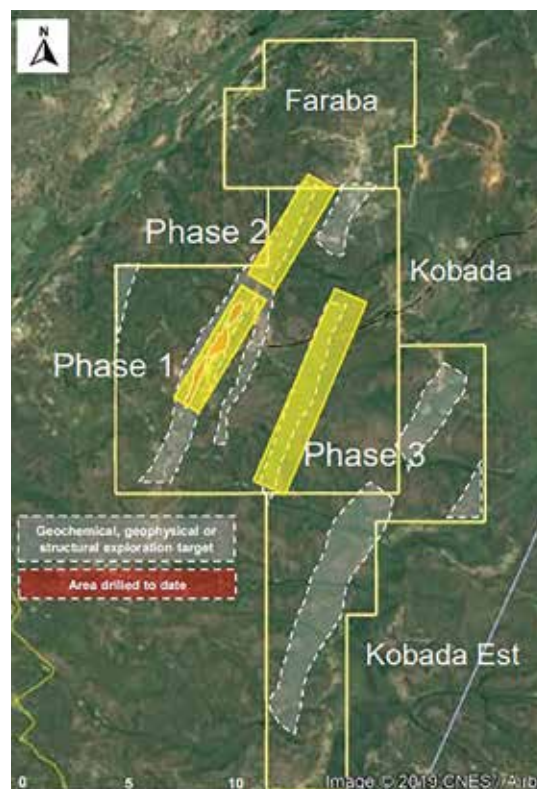 N
Faraba
Phase 2
Kobada
Phase 1
Phase 3
Geochemical, geophysical or
structural exploration target
Area drilled to date
Kobada Est
0 5 10
Image © 2019 CNES / Airb